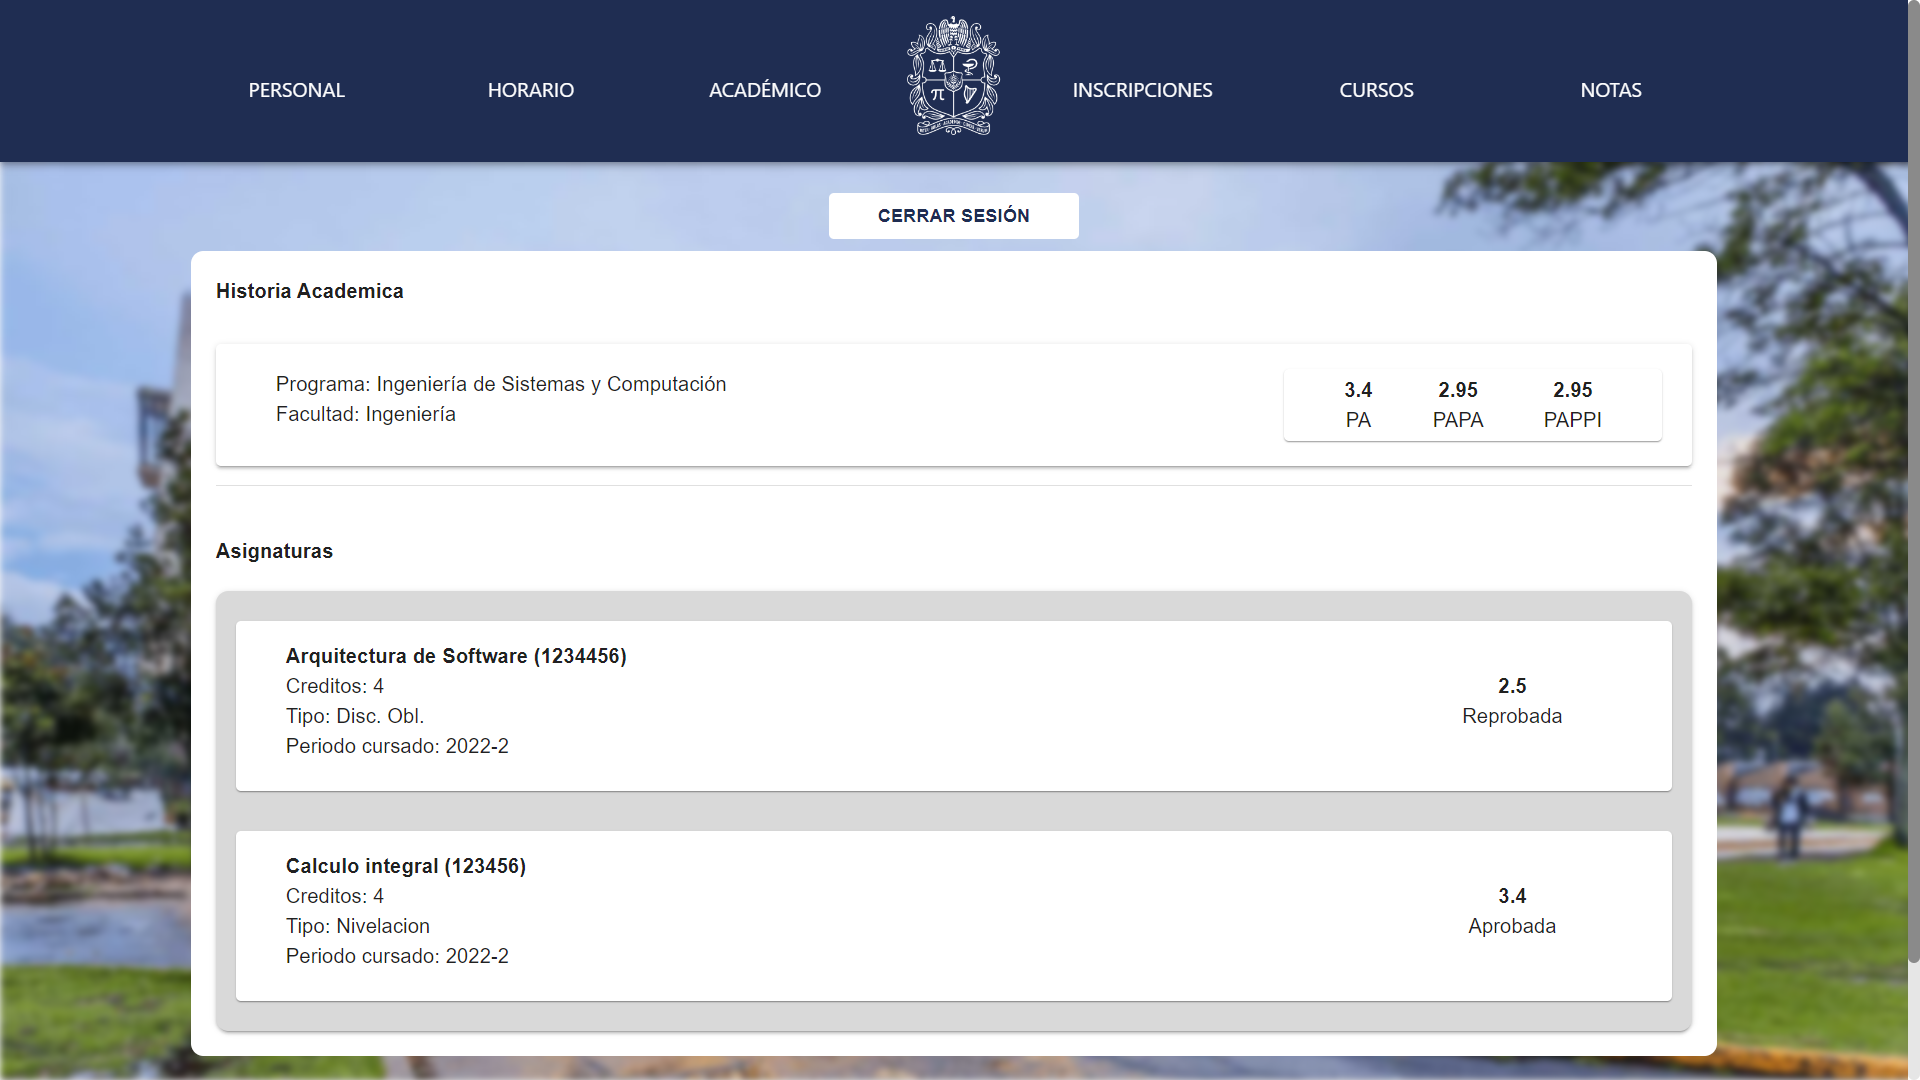 PERSONAL
HORARIO
ACADÉMICO
INSCRIPCIONES
CURSOS
NOTAS
CERRAR SESIÓN
Historia Academica
Programa: Ingeniería de Sistemas y Computación
Facultad: Ingeniería
3.4
PA
2.95
PAPA
2.95
PAPPI
Asignaturas
Arquitectura de Software (1234456)
Creditos: 4
Tipo: Disc. Obl.
Periodo cursado: 2022-2
2.5
Reprobada
Calculo integral (123456)
Creditos: 4
Tipo: Nivelacion
Periodo cursado: 2022-2
3.4
Aprobada